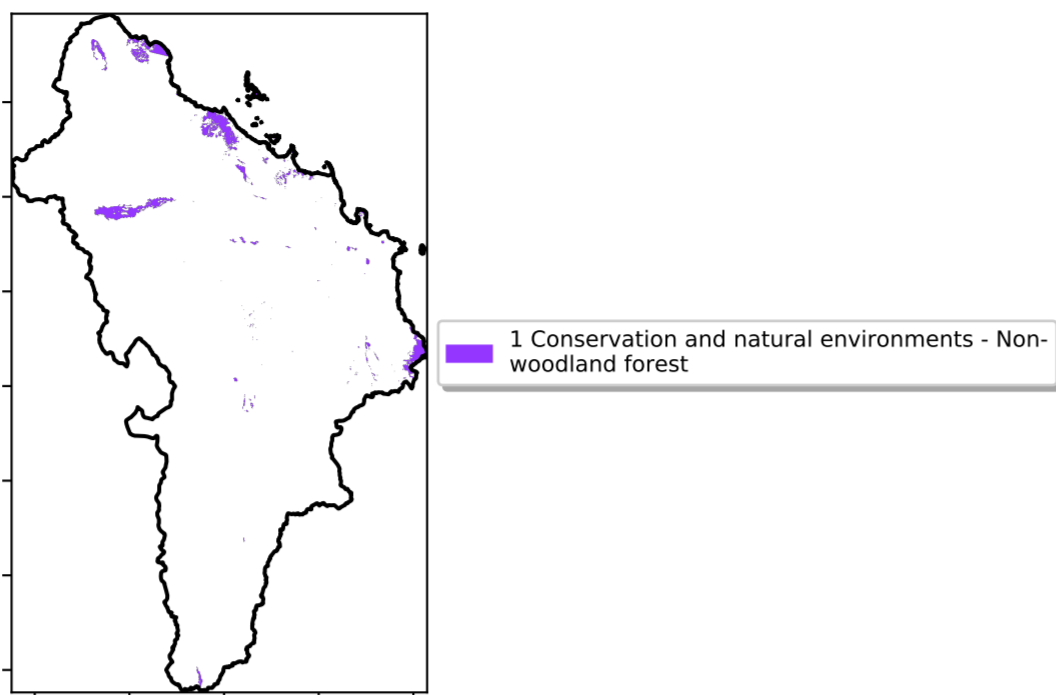 1 Conservation and natural environments - Non-
woodland forest